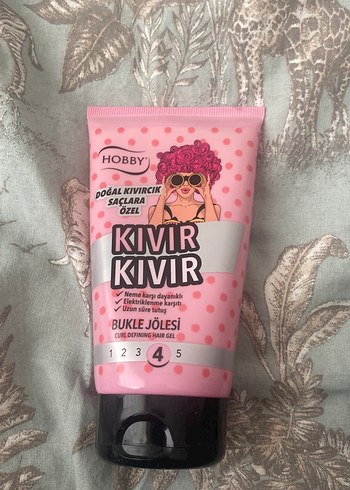 HOBBY
DOĞAL KIVIRCIK
SAÇLARA
ÖZEL
KIVIR
KIVIR
Neme karşı dayanıklı
Elektriklenme karşıtı
Uzun süre tutuş
BUKLE JÖLESİ
CURL DEFINING HAIR GEL
1 2 3 4 5